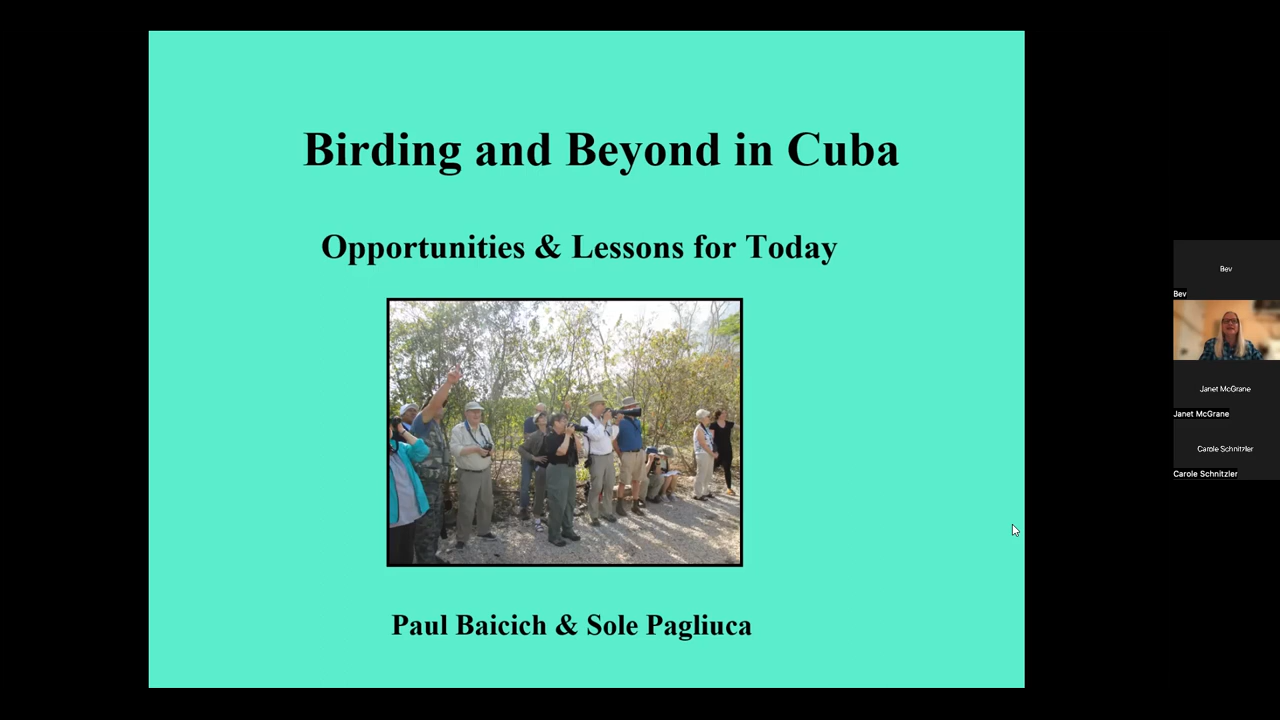 Birding and Beyond in Cuba
Opportunities & Lessons for Today
Paul Baicich & Sole Pagliuca
Bev
Bev
Janet McGrane
Janet McGrane
Carole Schnitzler
Carole Schnitzler